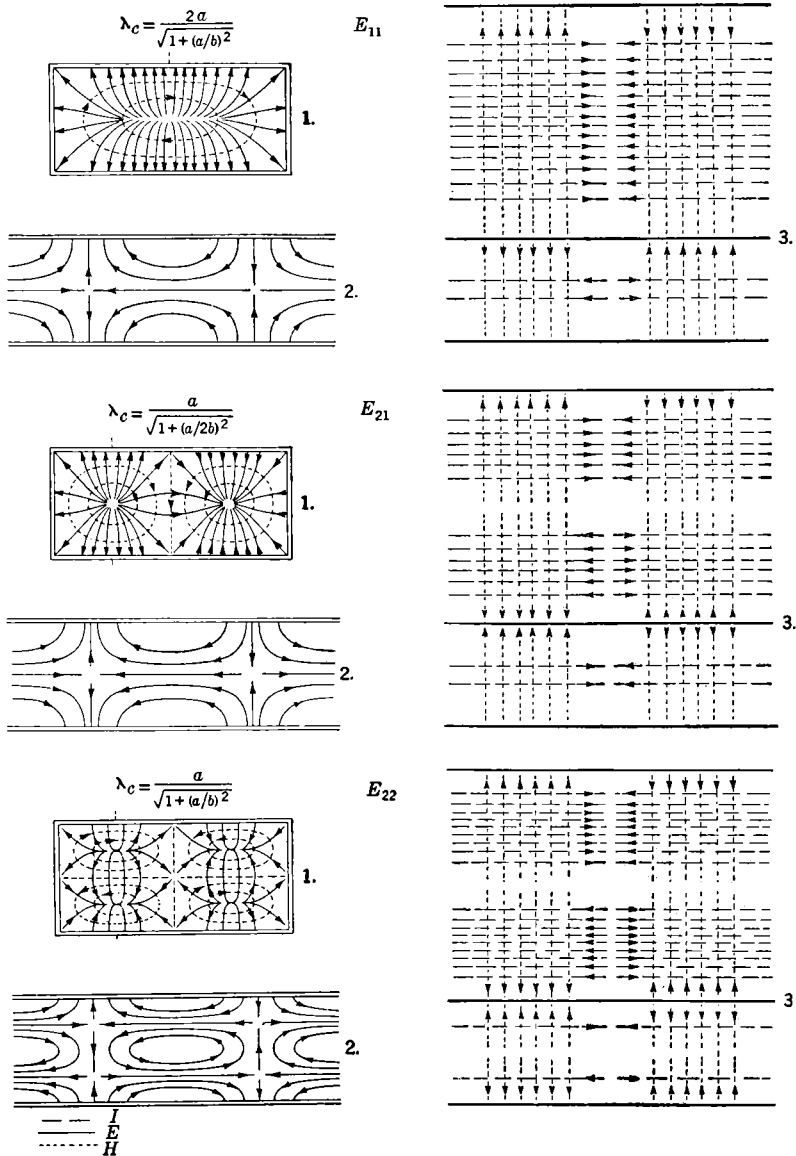 λc = 2a / √1+(a/b)²
E11
1.
2.
3.
λc = a / √1+(a/2b)²
E21
1.
2.
3.
λc = a / √1+(a/b)²
E22
1.
2.
3
I
E
H